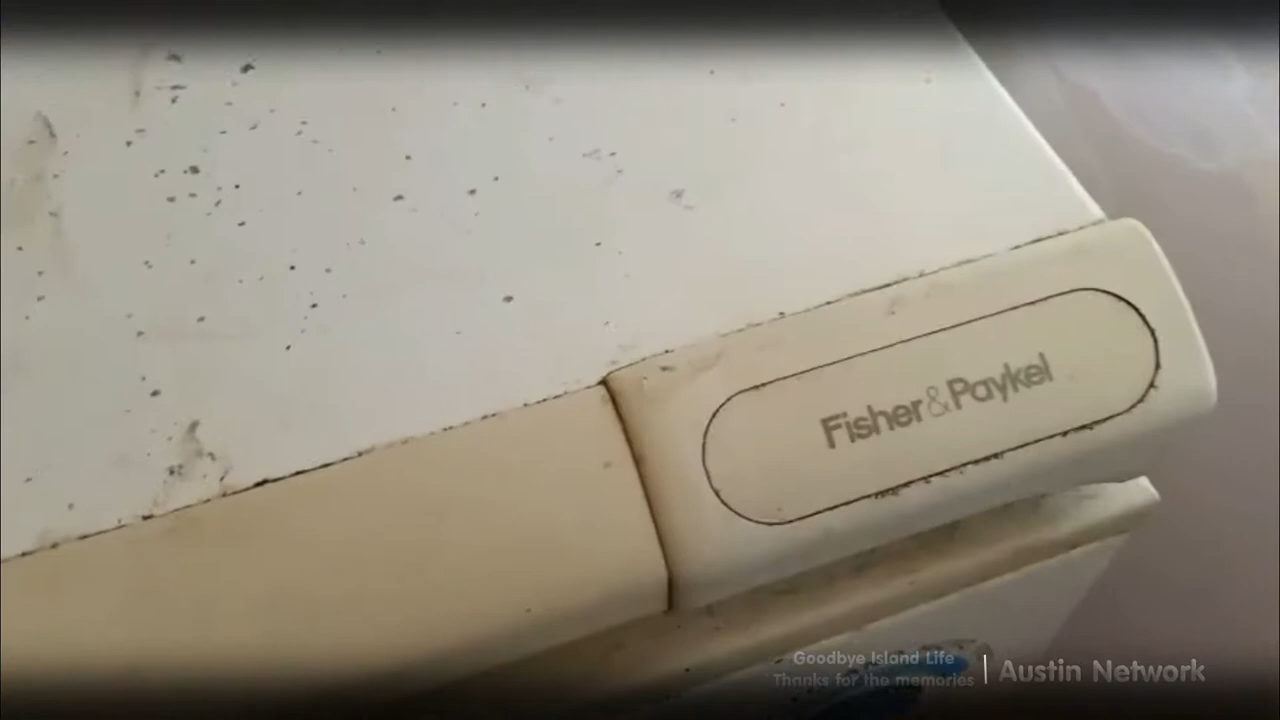 Fisher&Paykel
Goodbye Island Life
Thanks for the memories
Austin Network